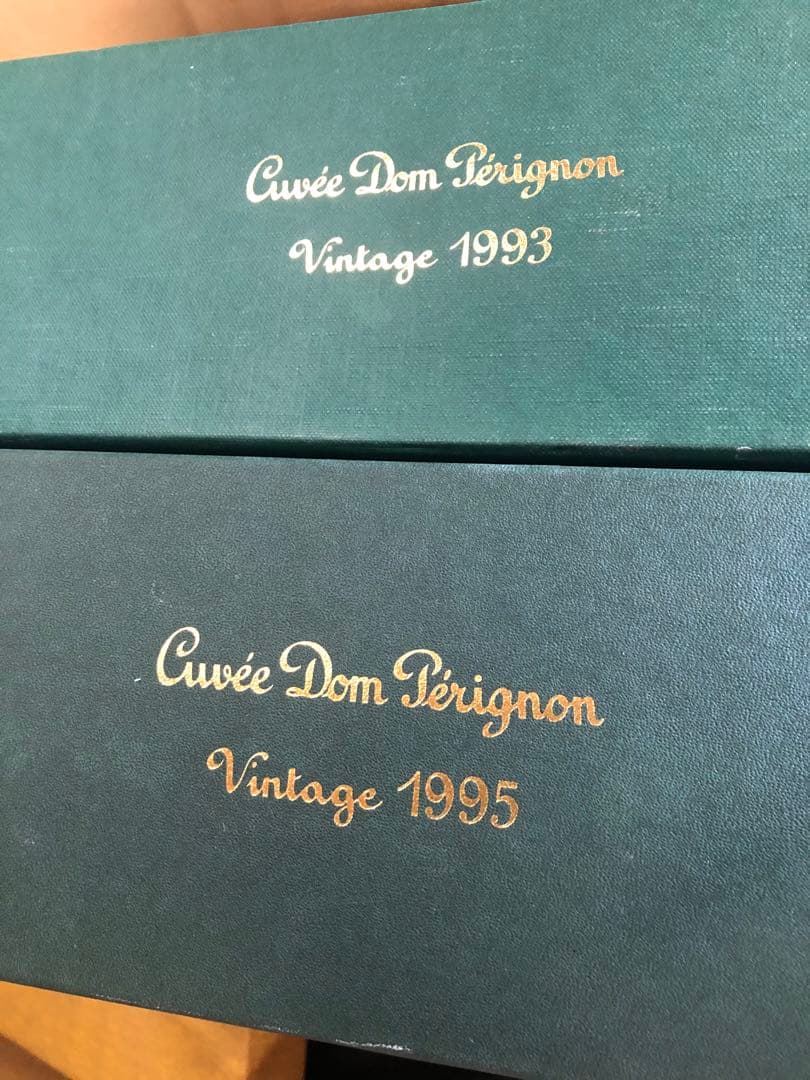 Cuvée Dom Pérignon
Vintage 1993
Cuvée Dom Pérignon
Vintage 1995